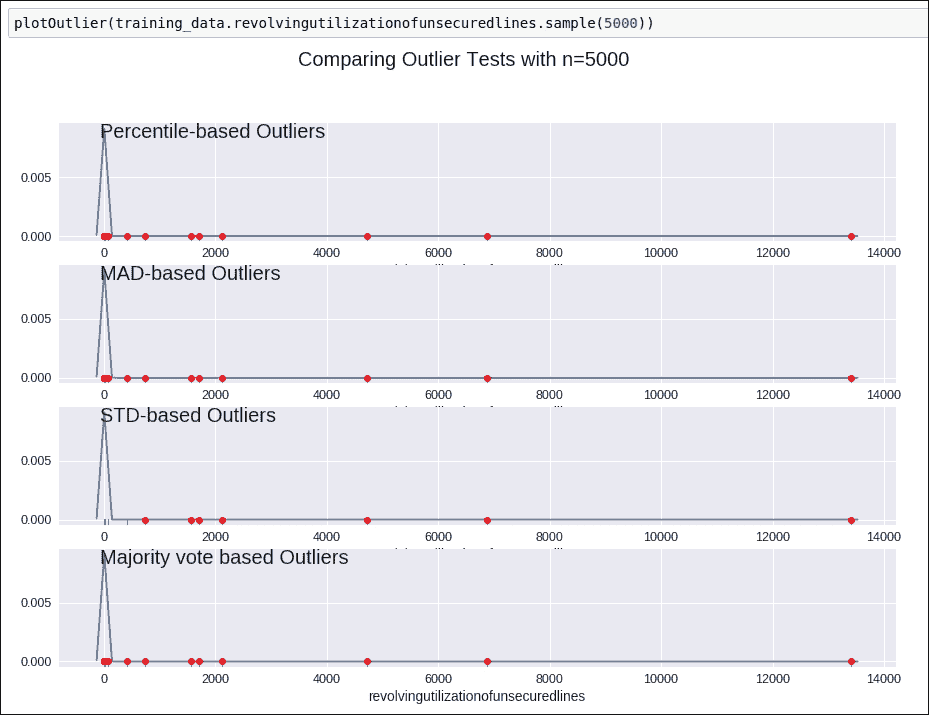 plotOutlier(training_data.revolvingutilizationofunsecuredlines.sample(5000))
Comparing Outlier Tests with n=5000
Percentile-based Outliers
0.005
0.000
0 2000 4000 6000 8000 10000 12000 14000
MAD-based Outliers
0.005
0.000
0 2000 4000 6000 8000 10000 12000 14000
STD-based Outliers
0.005
0.000
0 2000 4000 6000 8000 10000 12000 14000
Majority vote based Outliers
0.005
0.000
0 2000 4000 6000 8000 10000 12000 14000
revolvingutilizationofunsecuredlines